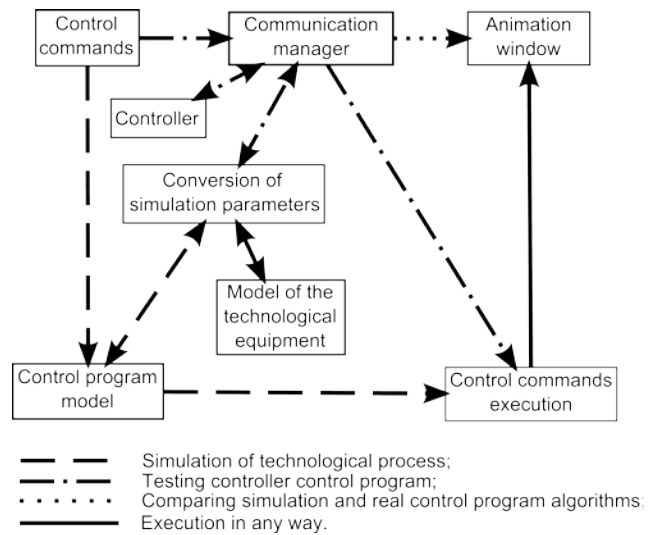 Control
commands
Communication
manager
Animation
window
Controller
Conversion of
simulation parameters
Model of the
technological
equipment
Control program
model
Control commands
execution
Simulation of technological process;
Testing controller control program;
Comparing simulation and real control program algorithms;
Execution in any way.